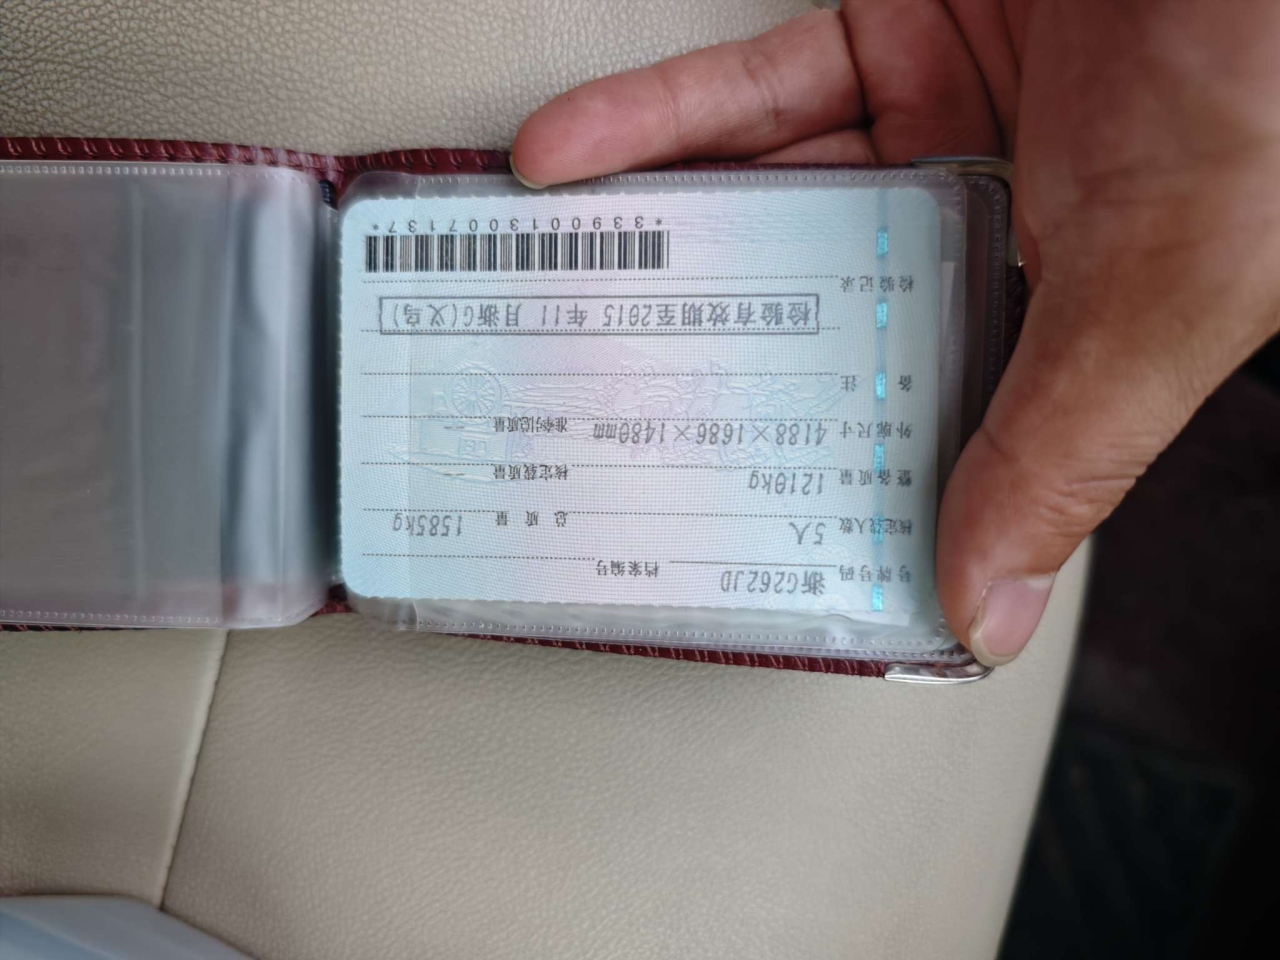 号牌号码 浙G262JD 档案编号
核定载人数 5人 总质量 1585kg
整备质量 1210kg 核定载质量 --
外廓尺寸 4188×1686×1480mm 准牵引总质量 --
备注
检验有效期至2015年11月浙G(义乌)
检验记录
*3390013007137*